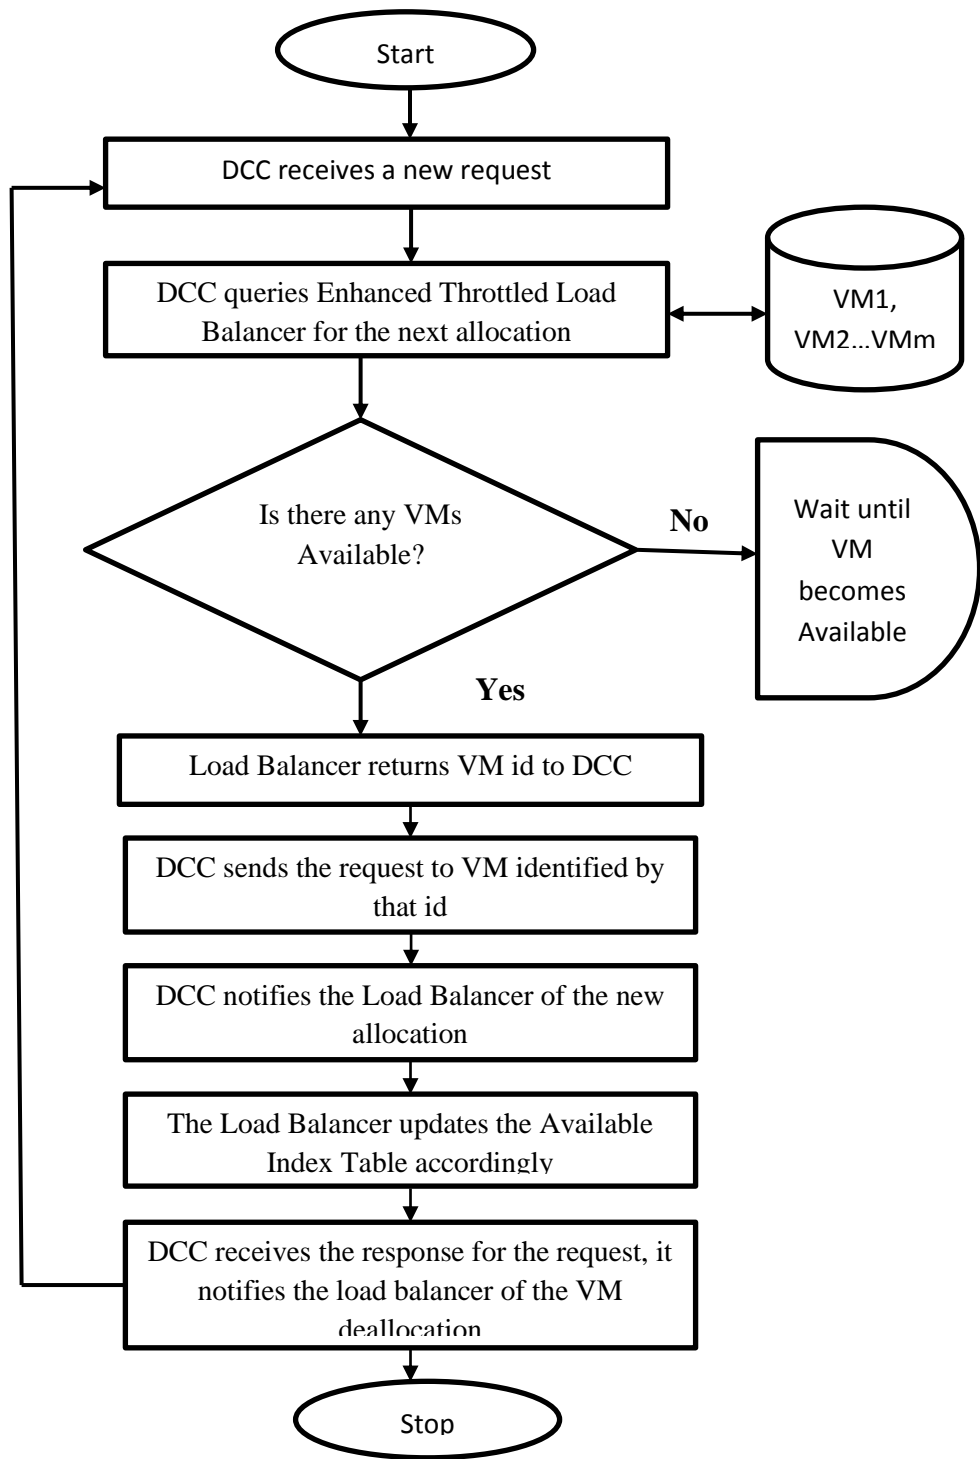 Start
DCC receives a new request
DCC queries Enhanced Throttled Load
Balancer for the next allocation
VM1,
VM2...VMm
Is there any VMs
Available?
No
Wait until
VM
becomes
Available
Yes
Load Balancer returns VM id to DCC
DCC sends the request to VM identified by
that id
DCC notifies the Load Balancer of the new
allocation
The Load Balancer updates the Available
Index Table accordingly
DCC receives the response for the request, it
notifies the load balancer of the VM
deallocation
Stop